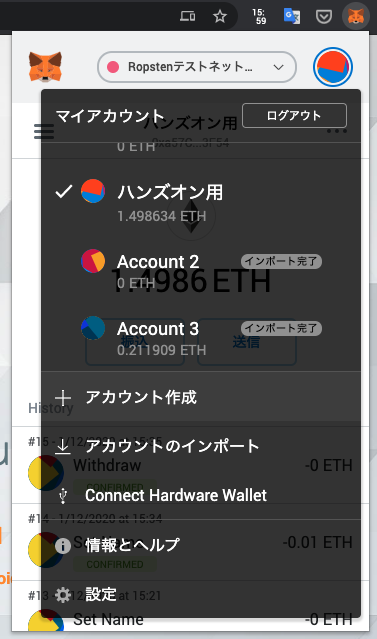 15:
59
Ropstenテストネット...
マイアカウント
ログアウト
ハンズオン用
0 ETH
ハンズオン用
1.498634 ETH
Account 2
インポート完了
0 ETH
1.4986 ETH
Account 3
インポート完了
0.211909 ETH
振込
送信
アカウント作成
History
アカウントのインポート
Withdraw
-0 ETH
CONFIRMED
Connect Hardware Wallet
#14 - 1/12/2020 at 15:34
-0.01 ETH
情報とヘルプ
CONFIRMED
設定
#13 - 1/12/2020 at 15:21
Set Name
-0 ETH